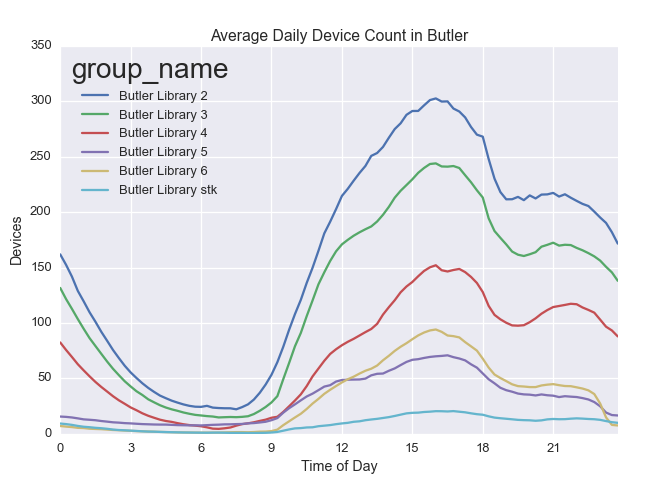 Average Daily Device Count in Butler
350
300
250
200
150
100
50
0
Devices
group_name
Butler Library 2
Butler Library 3
Butler Library 4
Butler Library 5
Butler Library 6
Butler Library stk
0 3 6 9 12 15 18 21
Time of Day